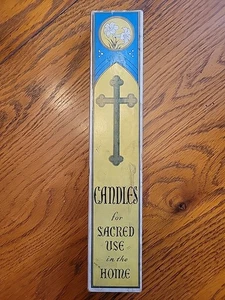 CANDLES
for
SACRED
USE
in the
HOME